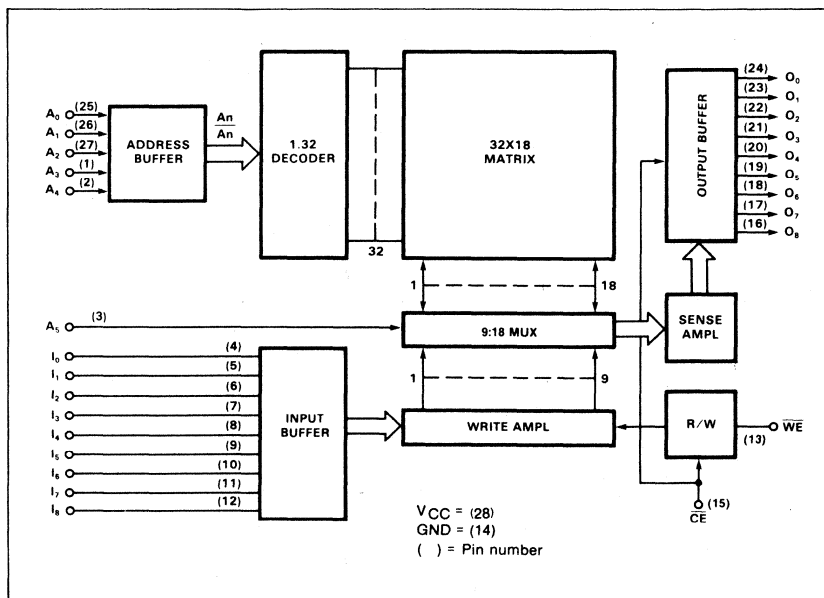 A₀ (25)
A₁ (26)
A₂ (27)
A₃ (1)
A₄ (2)
ADDRESS
BUFFER
An
A̅n̅
1.32
DECODER
32
32X18
MATRIX
1 18
OUTPUT BUFFER
(24) O₀
(23) O₁
(22) O₂
(21) O₃
(20) O₄
(19) O₅
(18) O₆
(17) O₇
(16) O₈
A₅ (3)
9:18 MUX
SENSE
AMPL
1 9
I₀ (4)
I₁ (5)
I₂ (6)
I₃ (7)
I₄ (8)
I₅ (9)
I₆ (10)
I₇ (11)
I₈ (12)
INPUT
BUFFER
WRITE AMPL
R/W
W̅E̅
(13)
(15)
C̅E̅
VCC = (28)
GND = (14)
( ) = Pin number